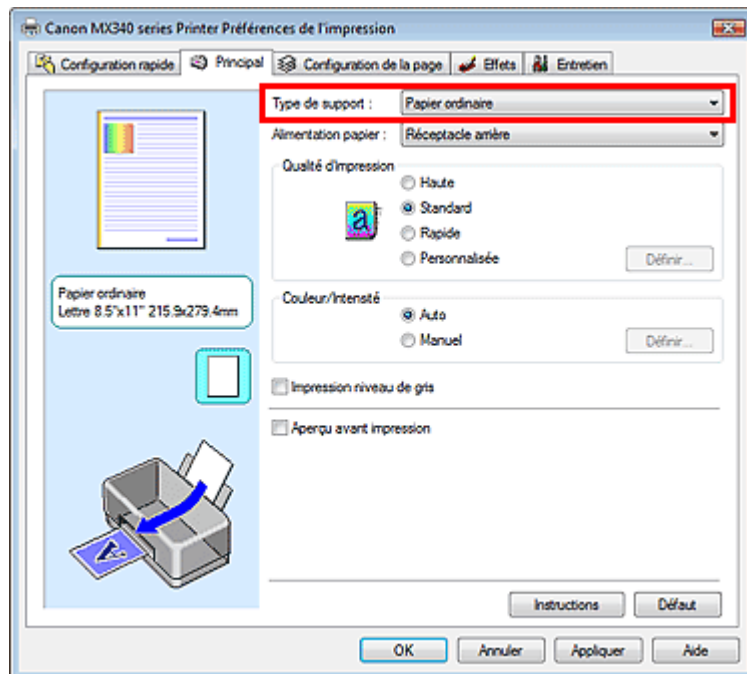 Canon MX340 series Printer Préférences de l'impression
Configuration rapide Principal Configuration de la page Effets Entretien
Type de support : Papier ordinaire
Alimentation papier : Réceptacle arrière
Qualité d'impression
Haute
a Standard
Rapide
Personnalisée Définir...
Papier ordinaire
Lettre 8.5"x11" 215.9x279.4mm
Couleur/Intensité
Auto
Manuel Définir...
Impression niveau de gris
Aperçu avant impression
A
Instructions Défaut
OK Annuler Appliquer Aide